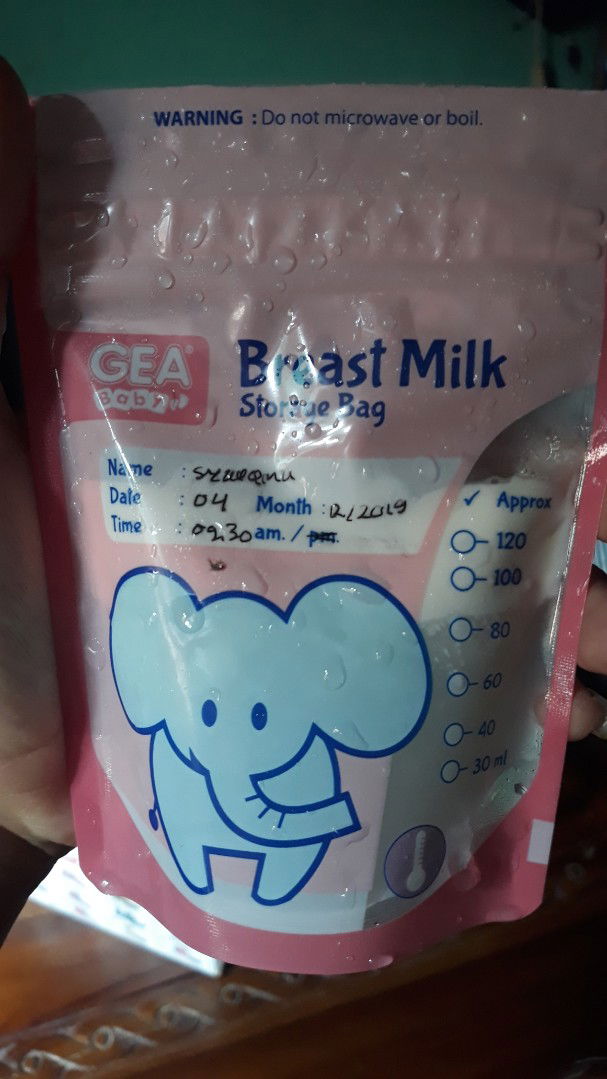 WARNING : Do not microwave or boil.
GEA®
Baby
Breast Milk
Storage Bag
Name :
Date : 04 Month : 12/2019
Time : 09.30 am. / pm.
✓ Approx
120
100
80
60
40
30 ml